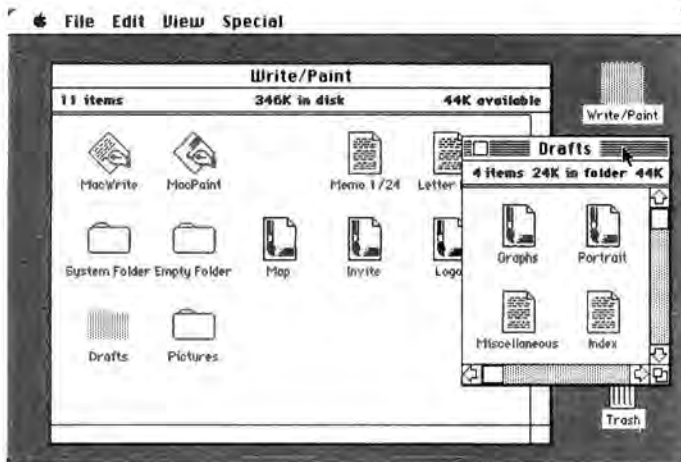 File Edit View Special
Write/Paint
11 items 346K in disk 44K available
Write/Paint
Drafts
4 items 24K in folder 44K
MacWrite MacPaint Memo 1/24 Letter
Graphs Portrait
System Folder Empty Folder Map Invite Logo
Miscellaneous Index
Drafts Pictures
Trash